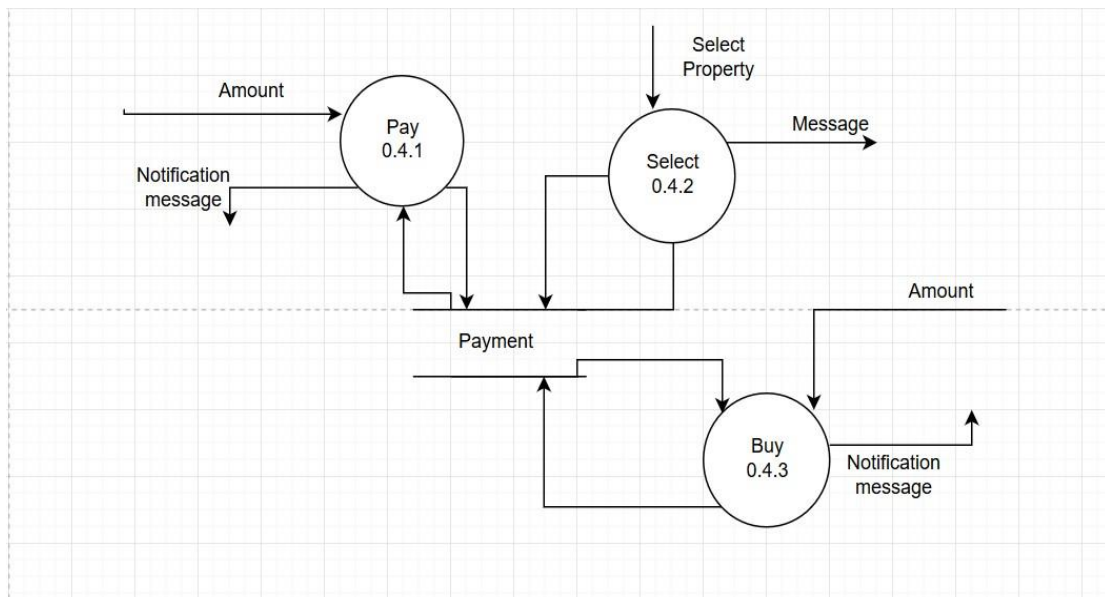 Select
Property
Amount
Message
Pay
0.4.1
Select
0.4.2
Notification
message
Amount
Payment
Buy
0.4.3
Notification
message